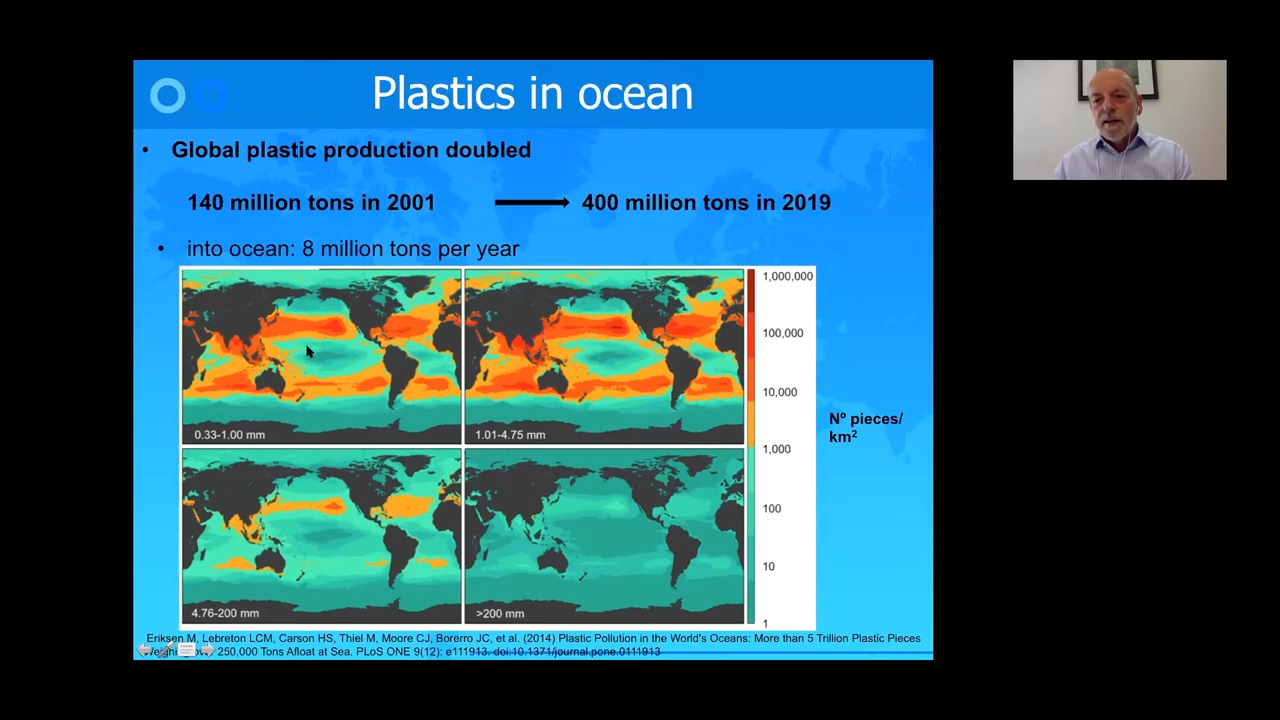 Plastics in ocean
• Global plastic production doubled
140 million tons in 2001 400 million tons in 2019
• into ocean: 8 million tons per year
1,000,000
100,000
10,000
1,000
100
10
1
Nº pieces/
km²
0.33-1.00 mm
1.01-4.75 mm
4.76-200 mm
>200 mm
Eriksen M, Lebreton LCM, Carson HS, Thiel M, Moore CJ, Borerro JC, et al. (2014) Plastic Pollution in the World's Oceans: More than 5 Trillion Plastic Pieces
250,000 Tons Afloat at Sea. PLoS ONE 9(12): e111913. doi:10.1371/journal.pone.0111913